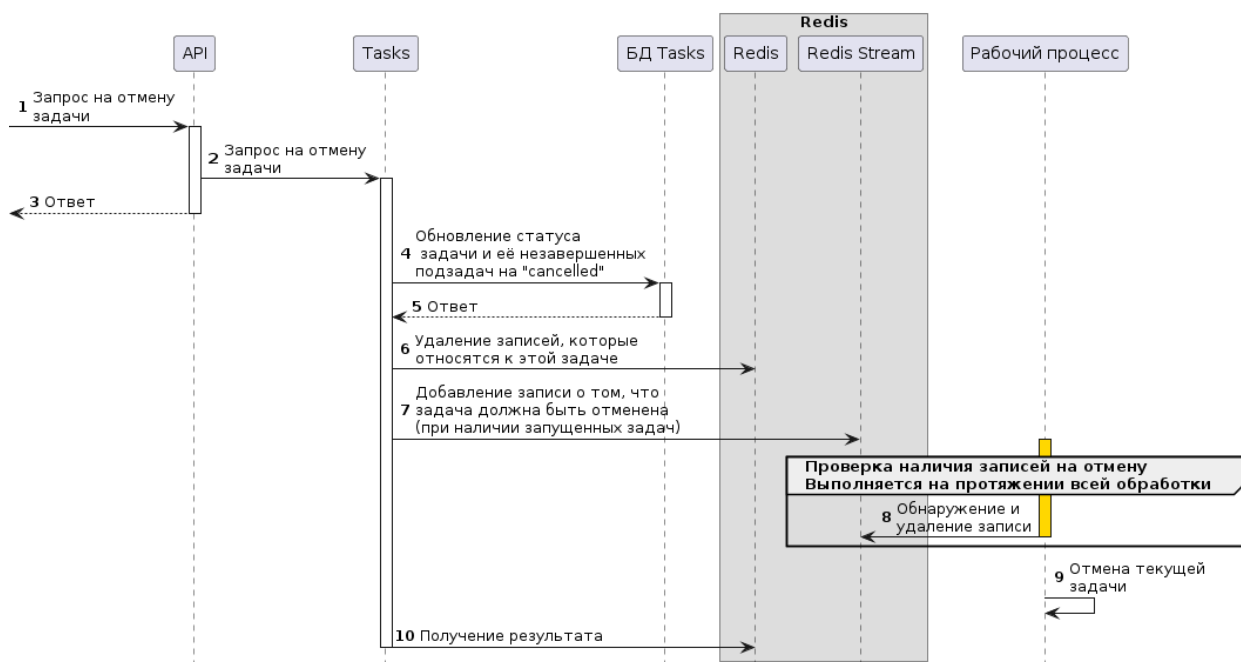 Redis
API
Tasks
БД Tasks
Redis
Redis Stream
Рабочий процесс
1 Запрос на отмену
задачи
2 Запрос на отмену
задачи
3 Ответ
Обновление статуса
4 задачи и её незавершенных
подзадач на "cancelled"
5 Ответ
6 Удаление записей, которые
относятся к этой задаче
Добавление записи о том, что
7 задача должна быть отменена
(при наличии запущенных задач)
Проверка наличия записей на отмену
Выполняется на протяжении всей обработки
8 Обнаружение и
удаление записи
9 Отмена текущей
задачи
10 Получение результата